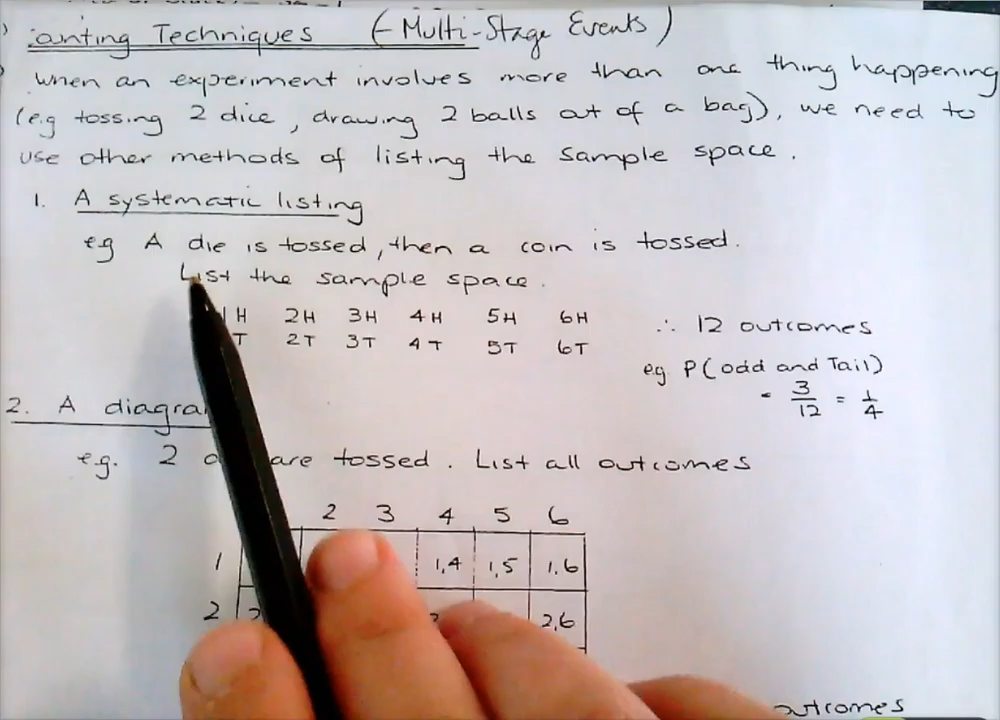 Techniques (- Multi-Stage Events)
when an experiment involves more than one thing happening
(e.g tossing 2 dice, drawing 2 balls out of a bag), we need to
use other methods of listing the sample space.
1. A systematic listing
eg A die is tossed, then a coin is tossed.
List the sample space.
H 2H 3H 4H 5H 6H ∴ 12 outcomes
T 2T 3T 4T 5T 6T
eg P(odd and Tail)
= 3/12 = 1/4
2. A
e.g. 2 are tossed. List all outcomes
2 3 4 5 6
1 1,4 1,5 1,6
2 2,6
outcomes